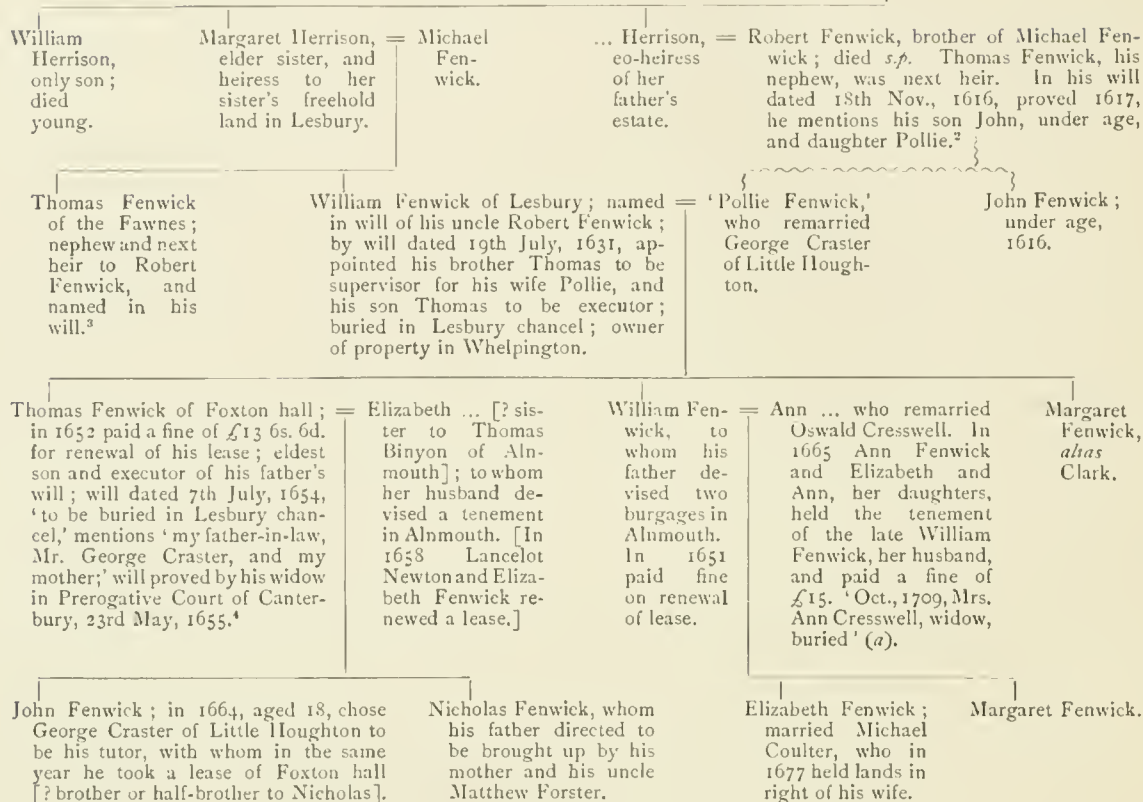 William
Herrison,
only son;
died
young.
Margaret Herrison,
elder sister, and
heiress to her
sister's freehold
land in Lesbury.
=
Michael
Fen-
wick.
... Herrison,
co-heiress
of her
father's
estate.
=
Robert Fenwick, brother of Michael Fen-
wick; died s.p. Thomas Fenwick, his
nephew, was next heir. In his will
dated 18th Nov., 1616, proved 1617,
he mentions his son John, under age,
and daughter Pollie.²
Thomas Fenwick
of the Fawnes;
nephew and next
heir to Robert
Fenwick, and
named in his
will.³
William Fenwick of Lesbury; named
in will of his uncle Robert Fenwick;
by will dated 19th July, 1631, ap-
pointed his brother Thomas to be
supervisor for his wife Pollie, and
his son Thomas to be executor;
buried in Lesbury chancel; owner
of property in Whelpington.
=
'Pollie Fenwick,'
who remarried
George Craster
of Little Hough-
ton.
John Fenwick;
under age,
1616.
Thomas Fenwick of Foxton hall;
in 1652 paid a fine of £13 6s. 6d.
for renewal of his lease; eldest
son and executor of his father's
will; will dated 7th July, 1654,
'to be buried in Lesbury chan-
cel,' mentions 'my father-in-law,
Mr. George Craster, and my
mother;' will proved by his widow
in Prerogative Court of Canter-
bury, 23rd May, 1655.⁴
=
Elizabeth ... [? sis-
ter to Thomas
Binyon of Aln-
mouth]; to whom
her husband de-
vised a tenement
in Alnmouth. [In
1658 Lancelot
Newton and Eliza-
beth Fenwick re-
newed a lease.]
William Fen-
wick, to
whom his
father de-
vised two
burgages in
Alnmouth.
In 1651
paid fine
on renewal
of lease.
=
Ann ... who remarried
Oswald Cresswell. In
1665 Ann Fenwick
and Elizabeth and
Ann, her daughters,
held the tenement
of the late William
Fenwick, her husband,
and paid a fine of
£15. 'Oct., 1709, Mrs.
Ann Cresswell, widow,
buried' (a).
Margaret
Fenwick,
alias
Clark.
John Fenwick; in 1664, aged 18, chose
George Craster of Little Houghton to
be his tutor, with whom in the same
year he took a lease of Foxton hall
[? brother or half-brother to Nicholas].
Nicholas Fenwick, whom
his father directed to
be brought up by his
mother and his uncle
Matthew Forster.
Elizabeth Fenwick;
married Michael
Coulter, who in
1677 held lands in
right of his wife.
Margaret Fenwick.